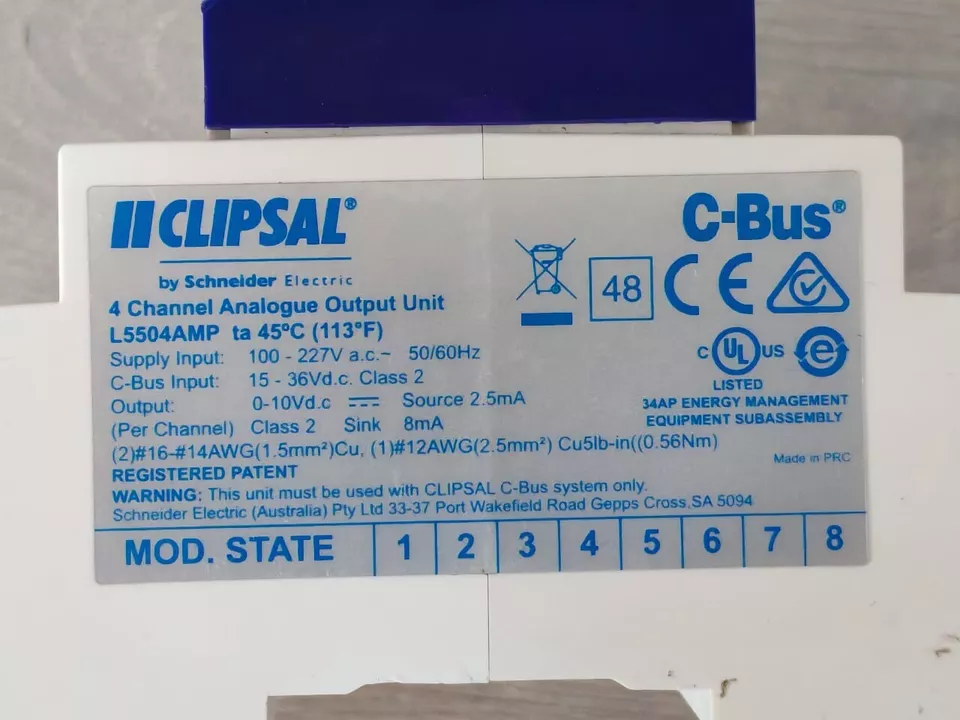 CLIPSAL®
by Schneider Electric
C-Bus®
4 Channel Analogue Output Unit
L5504AMP ta 45°C (113°F)
Supply Input: 100 - 227V a.c.~ 50/60Hz
C-Bus Input: 15 - 36Vd.c. Class 2
Output: 0-10Vd.c Source 2.5mA
(Per Channel) Class 2 Sink 8mA
(2)#16-#14AWG(1.5mm²)Cu, (1)#12AWG(2.5mm²) Cu5lb-in((0.56Nm)
REGISTERED PATENT
WARNING: This unit must be used with CLIPSAL C-Bus system only.
Schneider Electric (Australia) Pty Ltd 33-37 Port Wakefield Road Gepps Cross,SA 5094
48
CE
C UL US
LISTED
34AP ENERGY MANAGEMENT
EQUIPMENT SUBASSEMBLY
Made in PRC
MOD. STATE 1 2 3 4 5 6 7 8